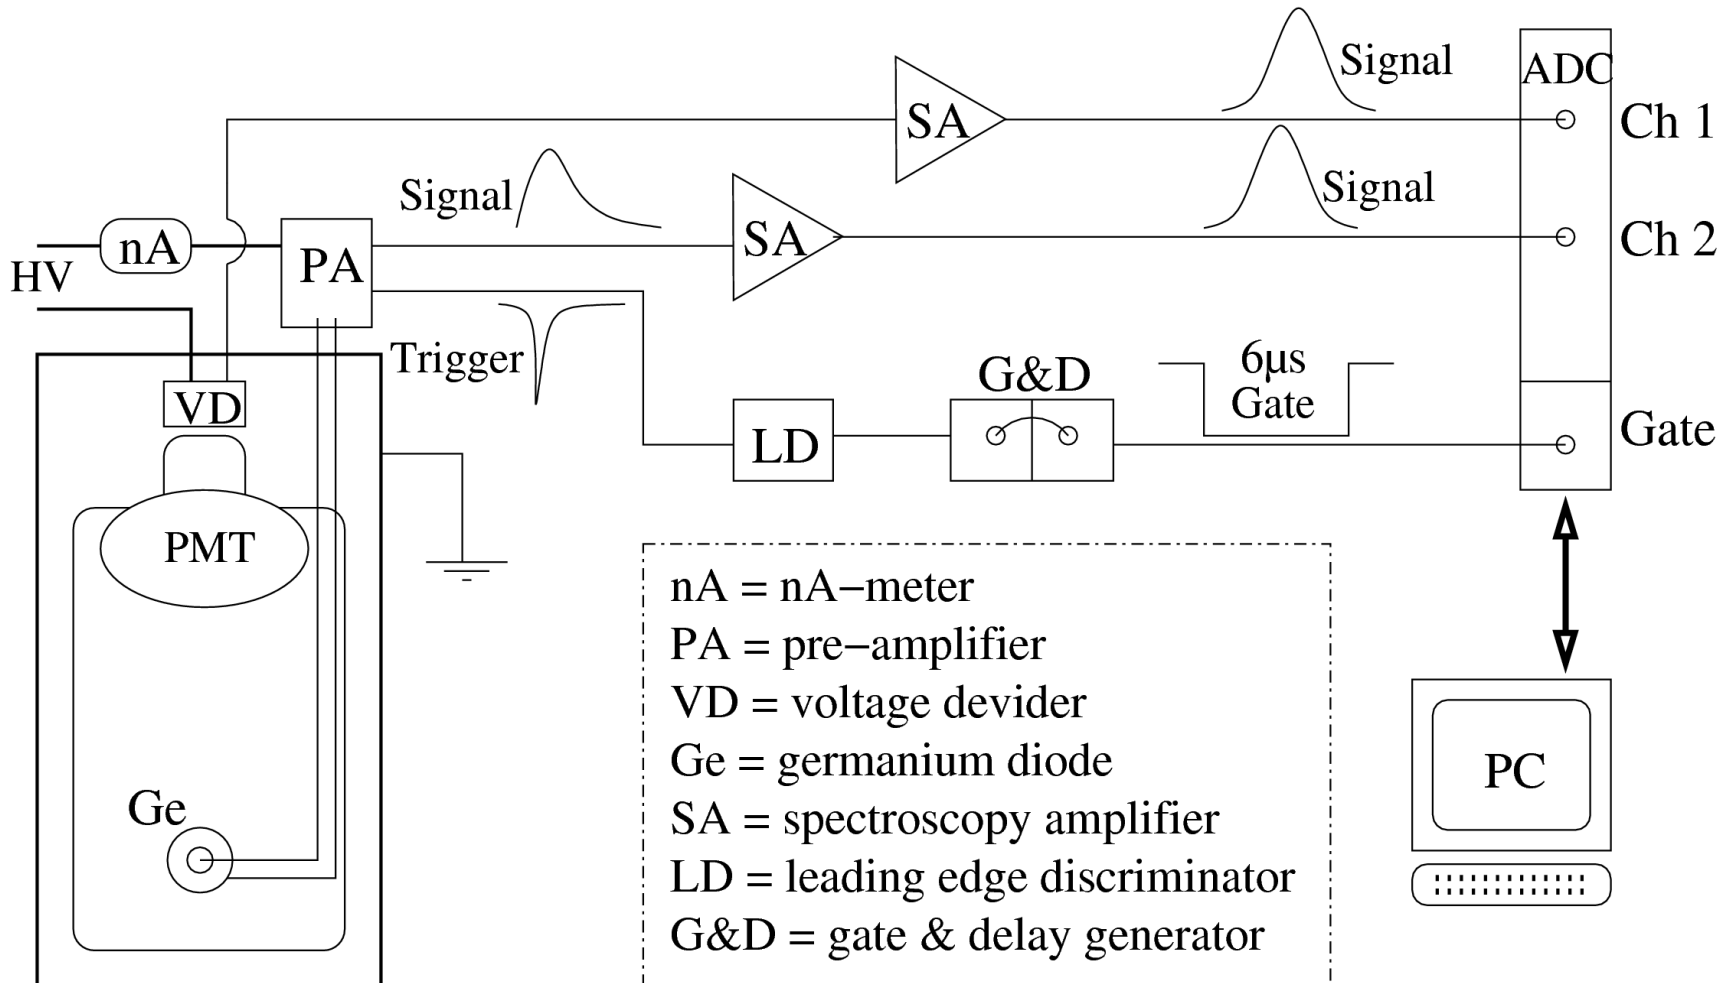 Signal
ADC
SA
Ch 1
Signal
Signal
SA
Ch 2
nA
PA
HV
Trigger
6μs
Gate
G&D
VD
LD
Gate
PMT
nA = nA−meter
PA = pre−amplifier
VD = voltage devider
Ge = germanium diode
PC
Ge
SA = spectroscopy amplifier
LD = leading edge discriminator
G&D = gate & delay generator